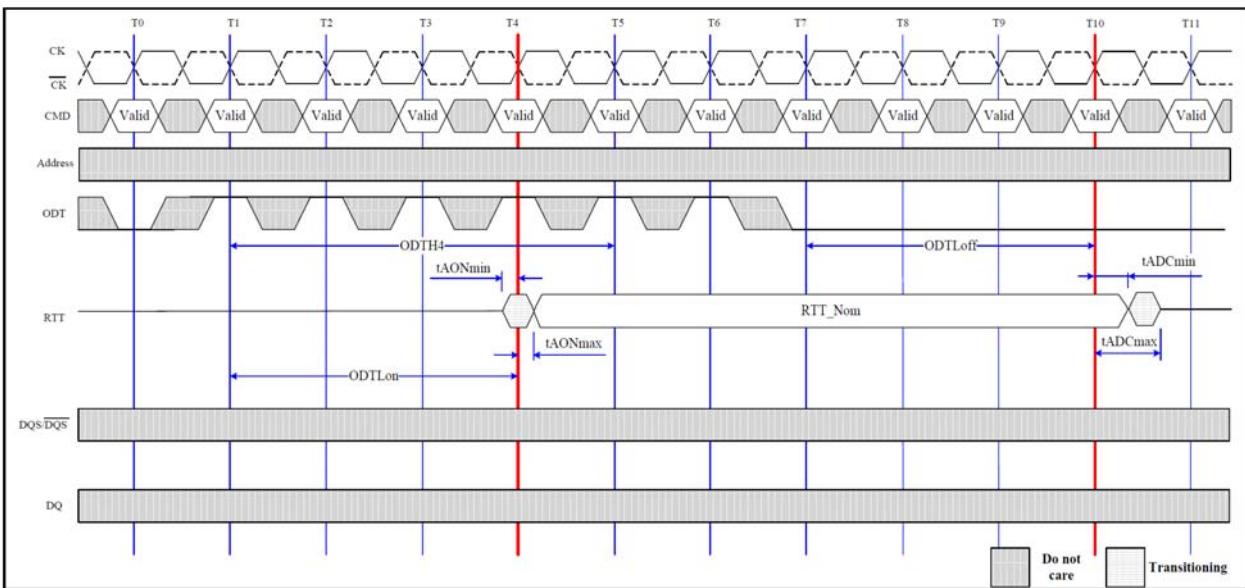 T0 T1 T2 T3 T4 T5 T6 T7 T8 T9 T10 T11
CK
CK
CMD Valid Valid Valid Valid Valid Valid Valid Valid Valid Valid Valid Valid
Address
ODT
ODTH4 ODTLoff
tAONmin tADCmin
RTT RTT_Nom
tAONmax tADCmax
ODTLon
DQS/DQS
DQ
Do not care Transitioning